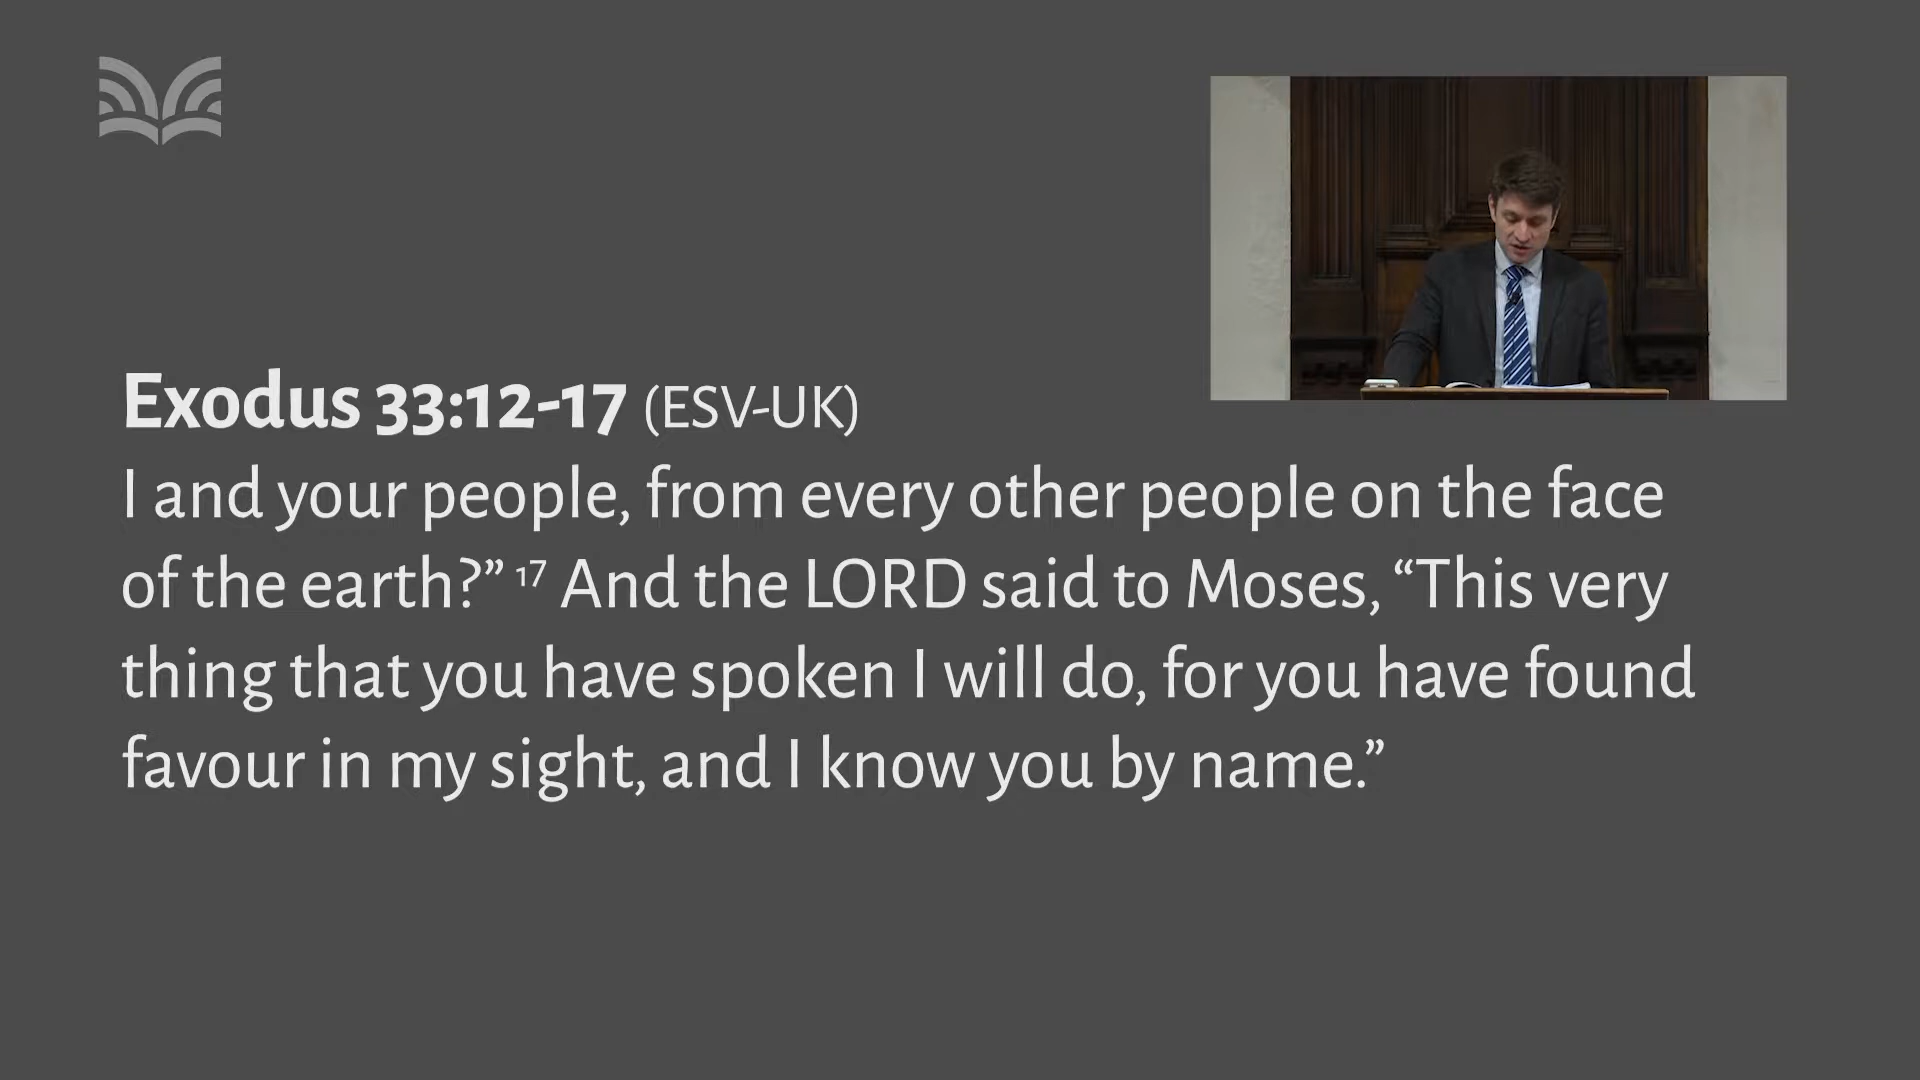 Exodus 33:12-17 (ESV-UK)
I and your people, from every other people on the face
of the earth?” 17 And the LORD said to Moses, “This very
thing that you have spoken I will do, for you have found
favour in my sight, and I know you by name.”